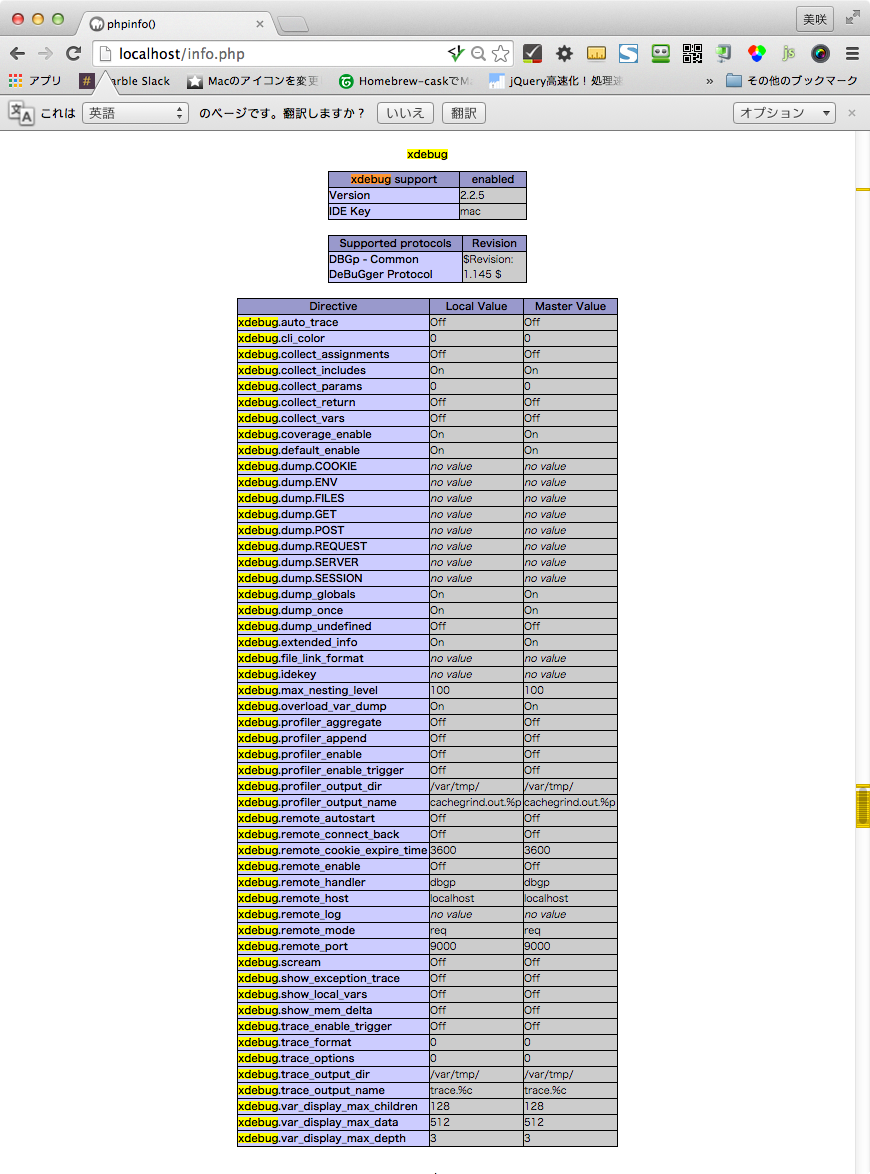 phpinfo()
美咲
localhost/info.php
アプリ
arble Slack
Macのアイコンを変更
Homebrew-caskでM
jQuery高速化！処理速
»
その他のブックマーク
これは 英語 のページです。翻訳しますか？ いいえ 翻訳 オプション
xdebug
xdebug support enabled
Version 2.2.5
IDE Key mac
Supported protocols Revision
DBGp - Common $Revision:
DeBuGger Protocol 1.145 $
Directive Local Value Master Value
xdebug.auto_trace Off Off
xdebug.cli_color 0 0
xdebug.collect_assignments Off Off
xdebug.collect_includes On On
xdebug.collect_params 0 0
xdebug.collect_return Off Off
xdebug.collect_vars Off Off
xdebug.coverage_enable On On
xdebug.default_enable On On
xdebug.dump.COOKIE no value no value
xdebug.dump.ENV no value no value
xdebug.dump.FILES no value no value
xdebug.dump.GET no value no value
xdebug.dump.POST no value no value
xdebug.dump.REQUEST no value no value
xdebug.dump.SERVER no value no value
xdebug.dump.SESSION no value no value
xdebug.dump_globals On On
xdebug.dump_once On On
xdebug.dump_undefined Off Off
xdebug.extended_info On On
xdebug.file_link_format no value no value
xdebug.idekey no value no value
xdebug.max_nesting_level 100 100
xdebug.overload_var_dump On On
xdebug.profiler_aggregate Off Off
xdebug.profiler_append Off Off
xdebug.profiler_enable Off Off
xdebug.profiler_enable_trigger Off Off
xdebug.profiler_output_dir /var/tmp/ /var/tmp/
xdebug.profiler_output_name cachegrind.out.%p cachegrind.out.%p
xdebug.remote_autostart Off Off
xdebug.remote_connect_back Off Off
xdebug.remote_cookie_expire_time 3600 3600
xdebug.remote_enable Off Off
xdebug.remote_handler dbgp dbgp
xdebug.remote_host localhost localhost
xdebug.remote_log no value no value
xdebug.remote_mode req req
xdebug.remote_port 9000 9000
xdebug.scream Off Off
xdebug.show_exception_trace Off Off
xdebug.show_local_vars Off Off
xdebug.show_mem_delta Off Off
xdebug.trace_enable_trigger Off Off
xdebug.trace_format 0 0
xdebug.trace_options 0 0
xdebug.trace_output_dir /var/tmp/ /var/tmp/
xdebug.trace_output_name trace.%c trace.%c
xdebug.var_display_max_children 128 128
xdebug.var_display_max_data 512 512
xdebug.var_display_max_depth 3 3